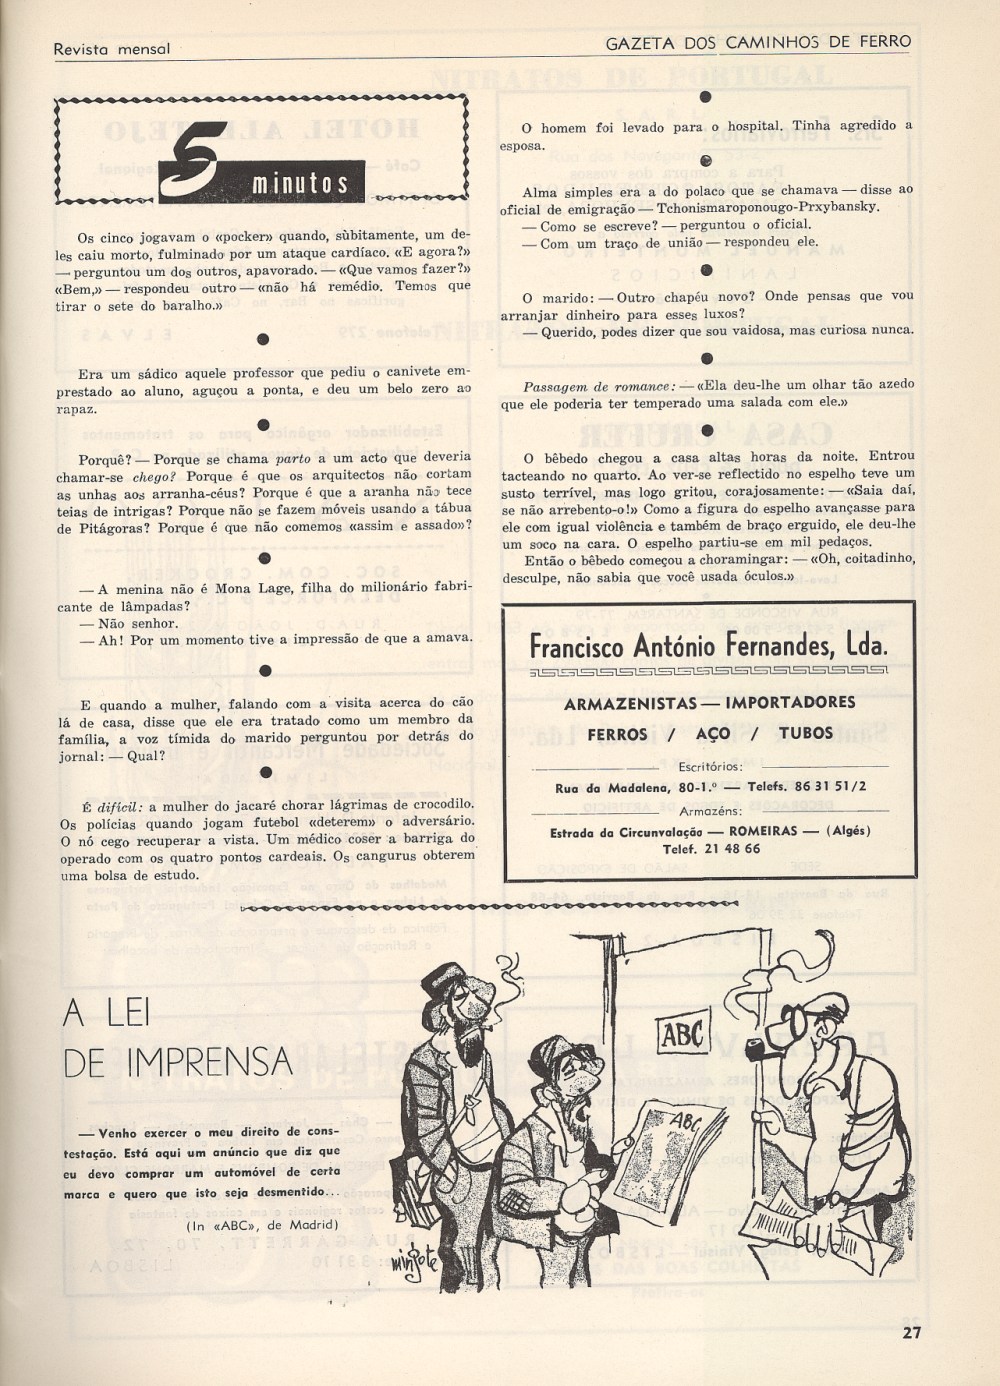 Revista mensal
GAZETA DOS CAMINHOS DE FERRO
5 minutos
Os cinco jogavam o «pocker» quando, sùbitamente, um de-
les caiu morto, fulminado por um ataque cardíaco. «E agora?»
— perguntou um dos outros, apavorado. — «Que vamos fazer?»
«Bem,» — respondeu outro — «não há remédio. Temos que
tirar o sete do baralho.»
Era um sádico aquele professor que pediu o canivete em-
prestado ao aluno, aguçou a ponta, e deu um belo zero ao
rapaz.
Porquê? — Porque se chama parto a um acto que deveria
chamar-se chego? Porque é que os arquitectos não cortam
as unhas aos arranha-céus? Porque é que a aranha não tece
teias de intrigas? Porque não se fazem móveis usando a tábua
de Pitágoras? Porque é que não comemos «assim e assado»?
— A menina não é Mona Lage, filha do milionário fabri-
cante de lâmpadas?
— Não senhor.
— Ah! Por um momento tive a impressão de que a amava.
E quando a mulher, falando com a visita acerca do cão
lá de casa, disse que ele era tratado como um membro da
família, a voz tímida do marido perguntou por detrás do
jornal: — Qual?
É difícil: a mulher do jacaré chorar lágrimas de crocodilo.
Os polícias quando jogam futebol «deterem» o adversário.
O nó cego recuperar a vista. Um médico coser a barriga do
operado com os quatro pontos cardeais. Os cangurus obterem
uma bolsa de estudo.
O homem foi levado para o hospital. Tinha agredido a
esposa.
Alma simples era a do polaco que se chamava — disse ao
oficial de emigração — Tchonismaroponougo-Prxybansky.
— Como se escreve? — perguntou o oficial.
— Com um traço de união — respondeu ele.
O marido: — Outro chapéu novo? Onde pensas que vou
arranjar dinheiro para esses luxos?
— Querido, podes dizer que sou vaidosa, mas curiosa nunca.
Passagem de romance: — «Ela deu-lhe um olhar tão azedo
que ele poderia ter temperado uma salada com ele.»
O bêbedo chegou a casa altas horas da noite. Entrou
tacteando no quarto. Ao ver-se reflectido no espelho teve um
susto terrível, mas logo gritou, corajosamente: — «Saia daí,
se não arrebento-o!» Como a figura do espelho avançasse para
ele com igual violência e também de braço erguido, ele deu-lhe
um soco na cara. O espelho partiu-se em mil pedaços.
Então o bêbedo começou a choramingar: — «Oh, coitadinho,
desculpe, não sabia que você usada óculos.»
Francisco António Fernandes, Lda.
ARMAZENISTAS — IMPORTADORES
FERROS / AÇO / TUBOS
Escritórios:
Rua da Madalena, 80-1.º — Telefs. 86 31 51/2
Armazéns:
Estrada da Circunvalação — ROMEIRAS — (Algés)
Telef. 21 48 66
A LEI
DE IMPRENSA
— Venho exercer o meu direito de cons-
testação. Está aqui um anúncio que diz que
eu devo comprar um automóvel de certa
marca e quero que isto seja desmentido...
(In «ABC», de Madrid)
ABC
ABC
mingote
27